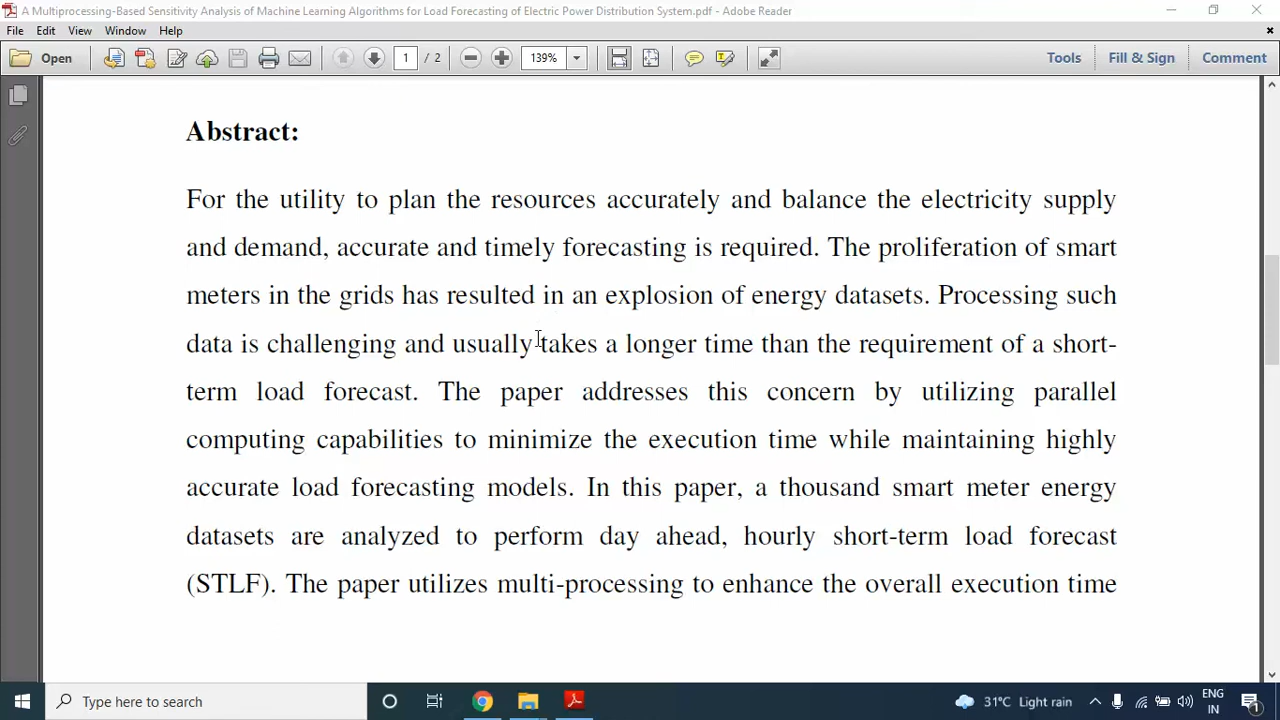 A Multiprocessing-Based Sensitivity Analysis of Machine Learning Algorithms for Load Forecasting of Electric Power Distribution System.pdf - Adobe Reader
File Edit View Window Help
Open 1 / 2 139% Tools Fill & Sign Comment
Abstract:
For the utility to plan the resources accurately and balance the electricity supply
and demand, accurate and timely forecasting is required. The proliferation of smart
meters in the grids has resulted in an explosion of energy datasets. Processing such
data is challenging and usually takes a longer time than the requirement of a short-
term load forecast. The paper addresses this concern by utilizing parallel
computing capabilities to minimize the execution time while maintaining highly
accurate load forecasting models. In this paper, a thousand smart meter energy
datasets are analyzed to perform day ahead, hourly short-term load forecast
(STLF). The paper utilizes multi-processing to enhance the overall execution time
Type here to search 31°C Light rain ENG
IN 1